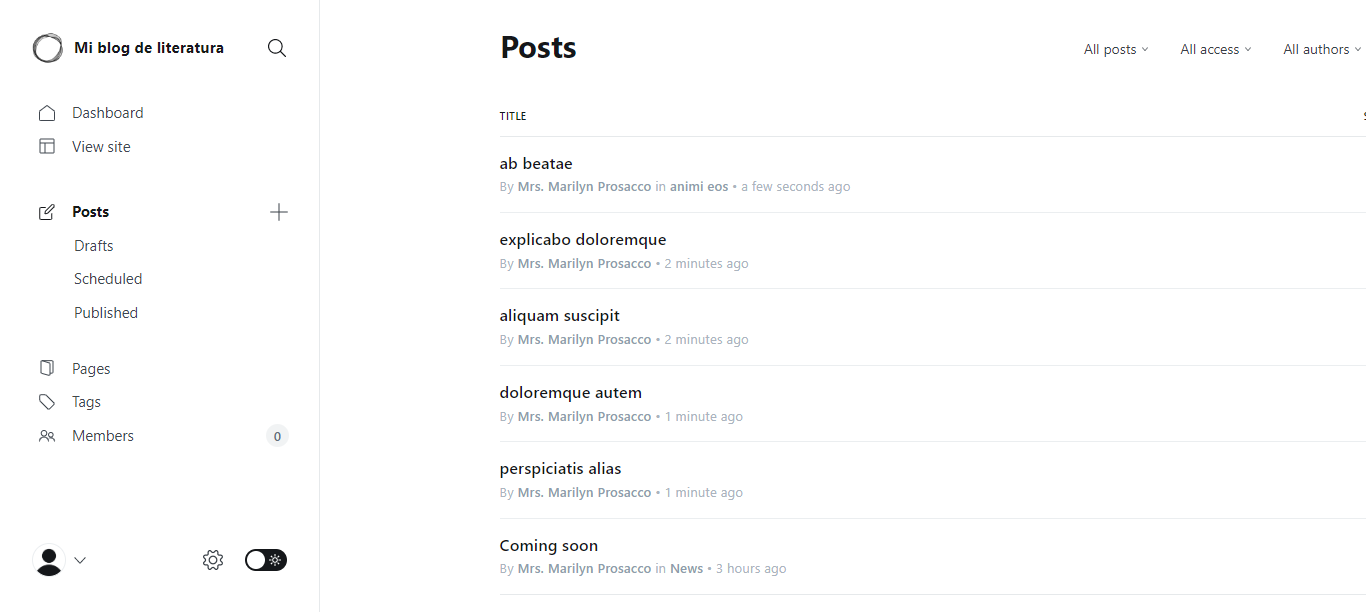 Mi blog de literatura
Dashboard
View site
Posts
Drafts
Scheduled
Published
Pages
Tags
Members 0
Posts
All posts All access All authors
TITLE
ab beatae
By Mrs. Marilyn Prosacco in animi eos • a few seconds ago
explicabo doloremque
By Mrs. Marilyn Prosacco • 2 minutes ago
aliquam suscipit
By Mrs. Marilyn Prosacco • 2 minutes ago
doloremque autem
By Mrs. Marilyn Prosacco • 1 minute ago
perspiciatis alias
By Mrs. Marilyn Prosacco • 1 minute ago
Coming soon
By Mrs. Marilyn Prosacco in News • 3 hours ago